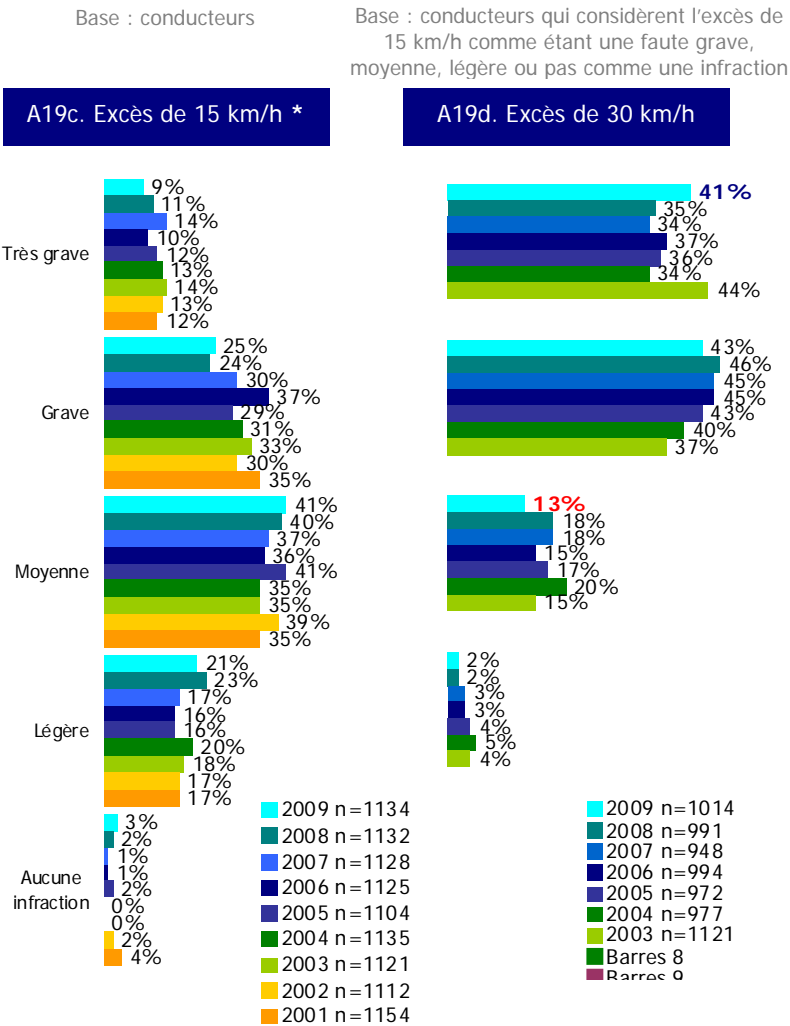 Base : conducteurs
Base : conducteurs qui considèrent l'excès de
15 km/h comme étant une faute grave,
moyenne, légère ou pas comme une infraction
A19c. Excès de 15 km/h *
A19d. Excès de 30 km/h
Très grave
9%
11%
14%
10%
12%
13%
14%
13%
12%
41%
35%
34%
37%
36%
34%
44%
Grave
25%
24%
30%
37%
29%
31%
33%
30%
35%
43%
46%
45%
45%
43%
40%
37%
Moyenne
41%
40%
37%
36%
41%
35%
35%
39%
35%
13%
18%
18%
15%
17%
20%
15%
Légère
21%
23%
17%
16%
16%
20%
18%
17%
17%
2%
2%
3%
3%
4%
5%
4%
Aucune
infraction
3%
2%
1%
1%
2%
0%
0%
2%
4%
2009 n=1134
2008 n=1132
2007 n=1128
2006 n=1125
2005 n=1104
2004 n=1135
2003 n=1121
2002 n=1112
2001 n=1154
2009 n=1014
2008 n=991
2007 n=948
2006 n=994
2005 n=972
2004 n=977
2003 n=1121
Barres 8
Barres 9